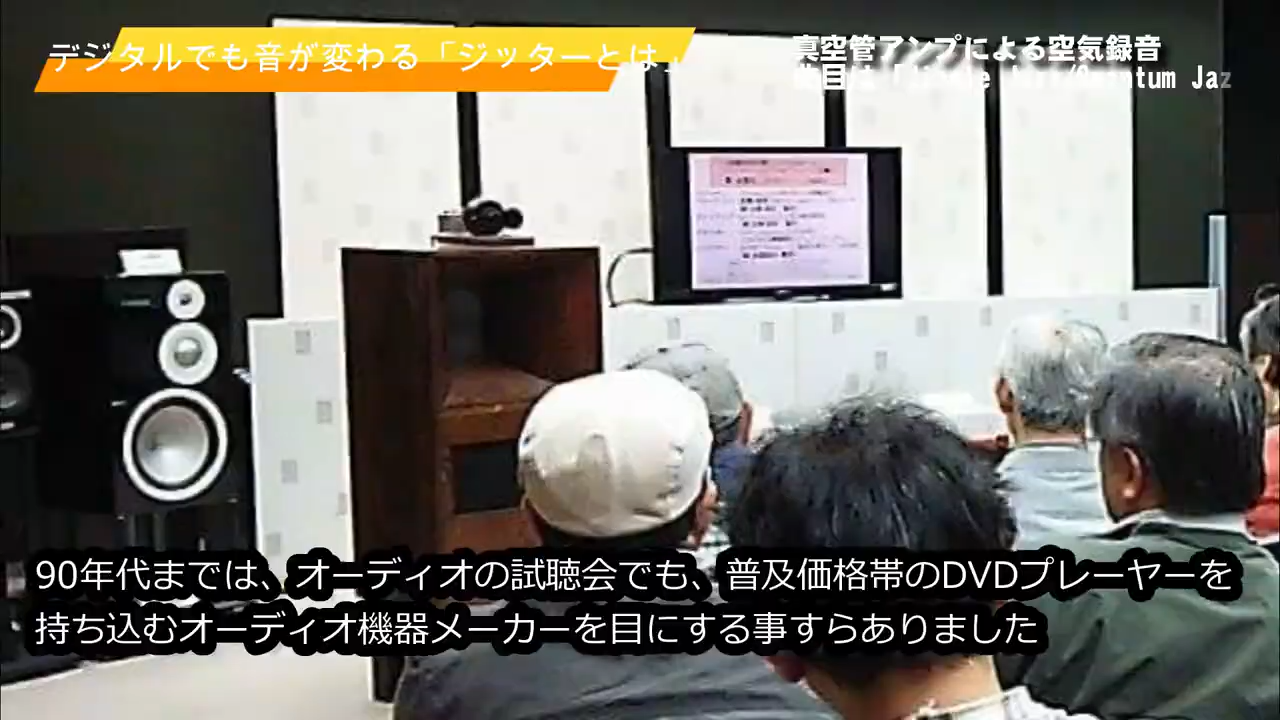 デジタルでも音が変わる「ジッターとは」
真空管アンプによる空気録音
90年代までは、オーディオの試聴会でも、普及価格帯のDVDプレーヤーを
持ち込むオーディオ機器メーカーを目にする事すらありました